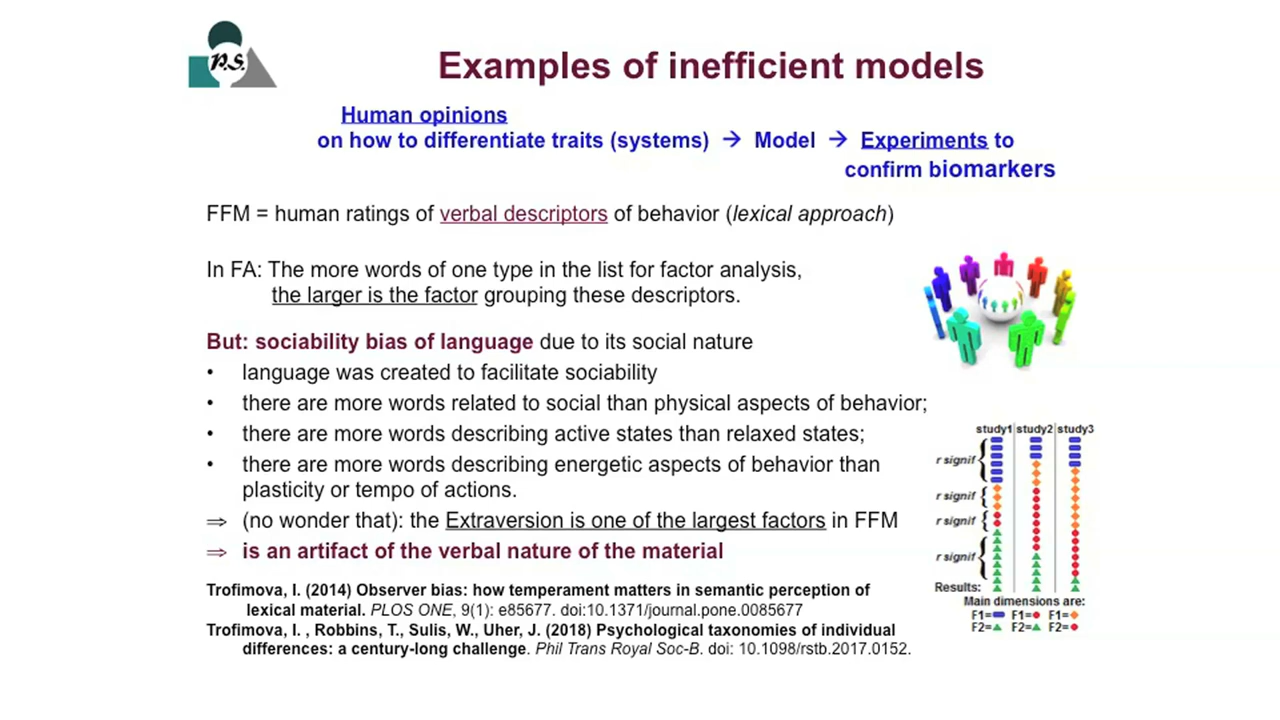 P.S.
Examples of inefficient models
Human opinions
on how to differentiate traits (systems) → Model → Experiments to
confirm biomarkers
FFM = human ratings of verbal descriptors of behavior (lexical approach)
In FA: The more words of one type in the list for factor analysis,
the larger is the factor grouping these descriptors.
But: sociability bias of language due to its social nature
• language was created to facilitate sociability
• there are more words related to social than physical aspects of behavior;
• there are more words describing active states than relaxed states;
• there are more words describing energetic aspects of behavior than
plasticity or tempo of actions.
⇒ (no wonder that): the Extraversion is one of the largest factors in FFM
⇒ is an artifact of the verbal nature of the material
Trofimova, I. (2014) Observer bias: how temperament matters in semantic perception of
lexical material. PLOS ONE, 9(1): e85677. doi:10.1371/journal.pone.0085677
Trofimova, I. , Robbins, T., Sulis, W., Uher, J. (2018) Psychological taxonomies of individual
differences: a century-long challenge. Phil Trans Royal Soc-B. doi: 10.1098/rstb.2017.0152.
study1 study2 study3
r signif
r signif
r signif
r signif
Results:
Main dimensions are:
F1= F1= F1=
F2= F2= F2=